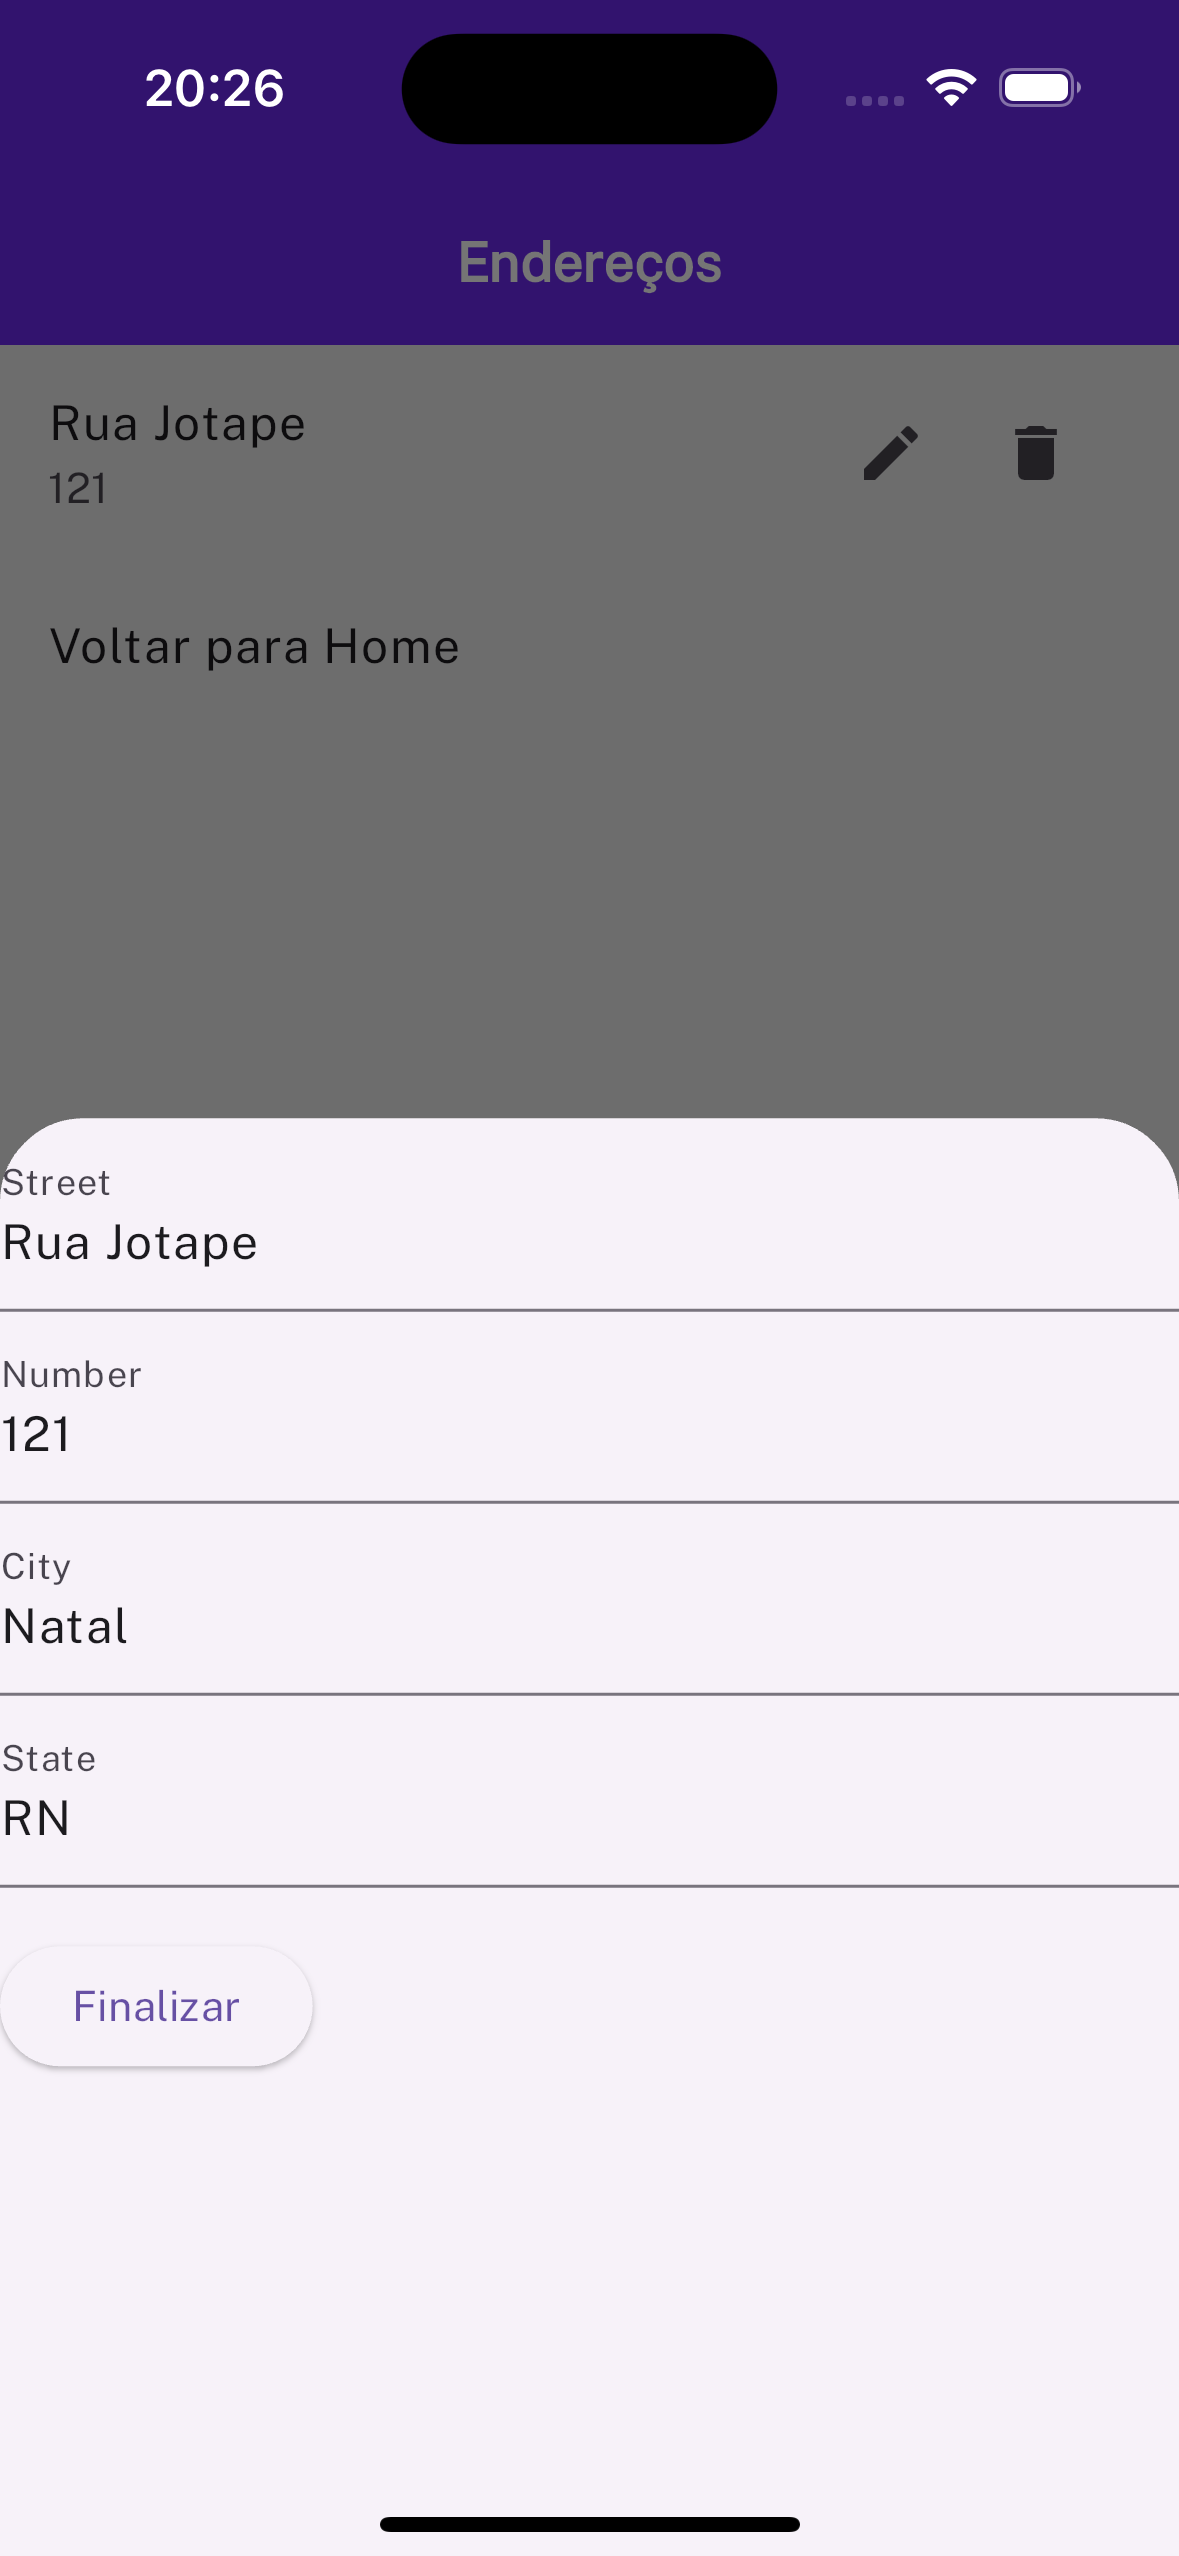 20:26
Endereços
Rua Jotape
121
Voltar para Home
Street
Rua Jotape
Number
121
City
Natal
State
RN
Finalizar